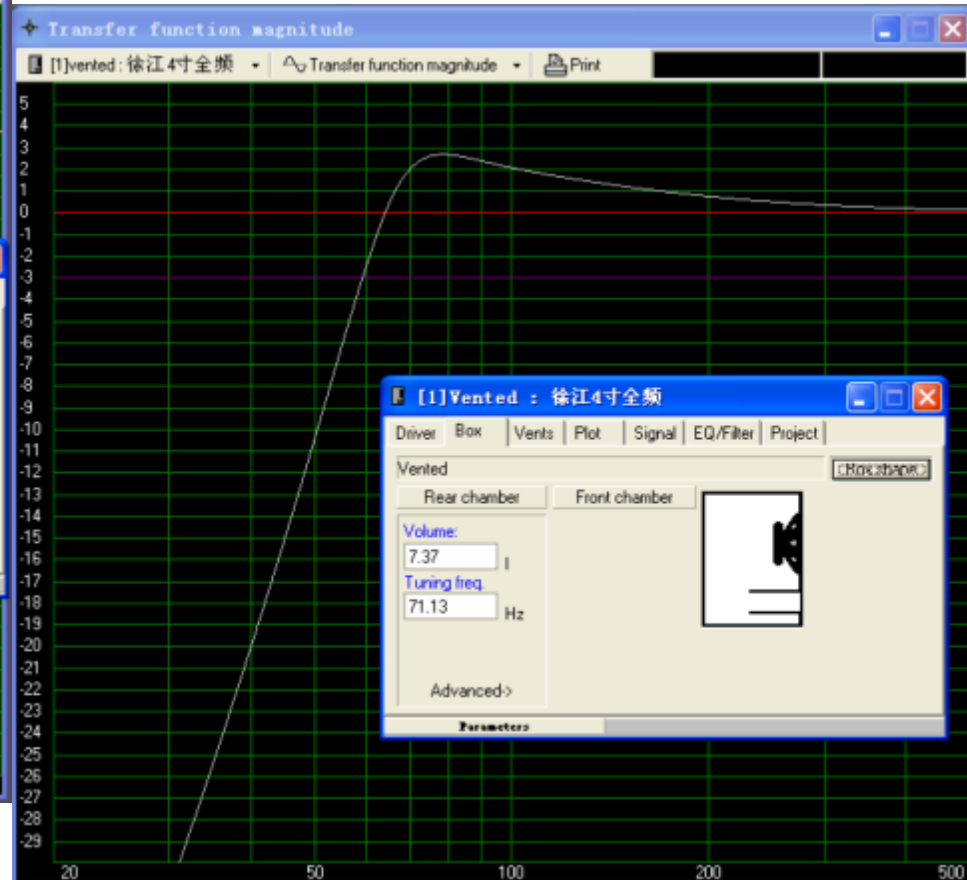 Transfer function magnitude
[1]vented : 徐江4寸全频 Transfer function magnitude Print
5
4
3
2
1
0
-1
-2
-3
-4
-5
-6
-7
-8
-9
-10
-11
-12
-13
-14
-15
-16
-17
-18
-19
-20
-21
-22
-23
-24
-25
-26
-27
-28
-29
20 50 100 200 500
[1]Vented : 徐江4寸全频
Driver Box Vents Plot Signal EQ/Filter Project
Vented Box shape
Rear chamber Front chamber
Volume:
7.37 l
Tuning freq.
71.13 Hz
Advanced->
Parameters